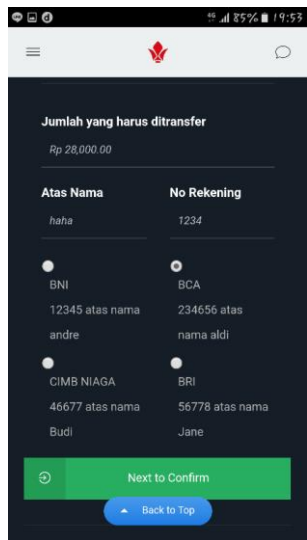 4G 85% 19:53
Jumlah yang harus ditransfer
Rp 28,000.00
Atas Nama No Rekening
haha 1234
BNI
12345 atas nama
andre
BCA
234656 atas
nama aldi
CIMB NIAGA
46677 atas nama
Budi
BRI
56778 atas nama
Jane
Next to Confirm
Back to Top